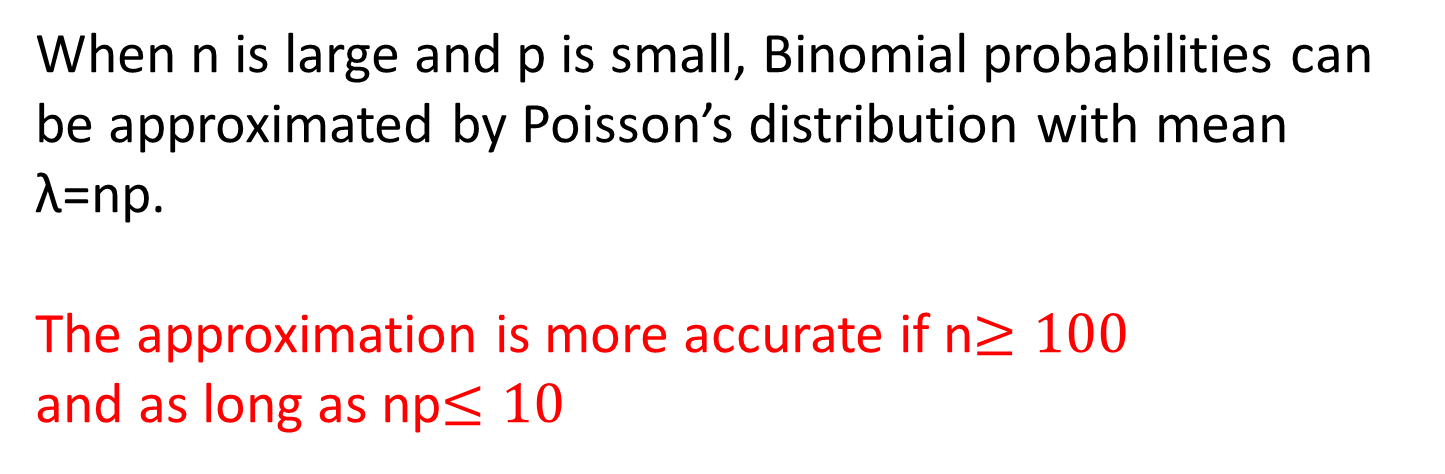 When n is large and p is small, Binomial probabilities can
be approximated by Poisson’s distribution with mean
λ=np.
The approximation is more accurate if n≥ 100
and as long as np≤ 10